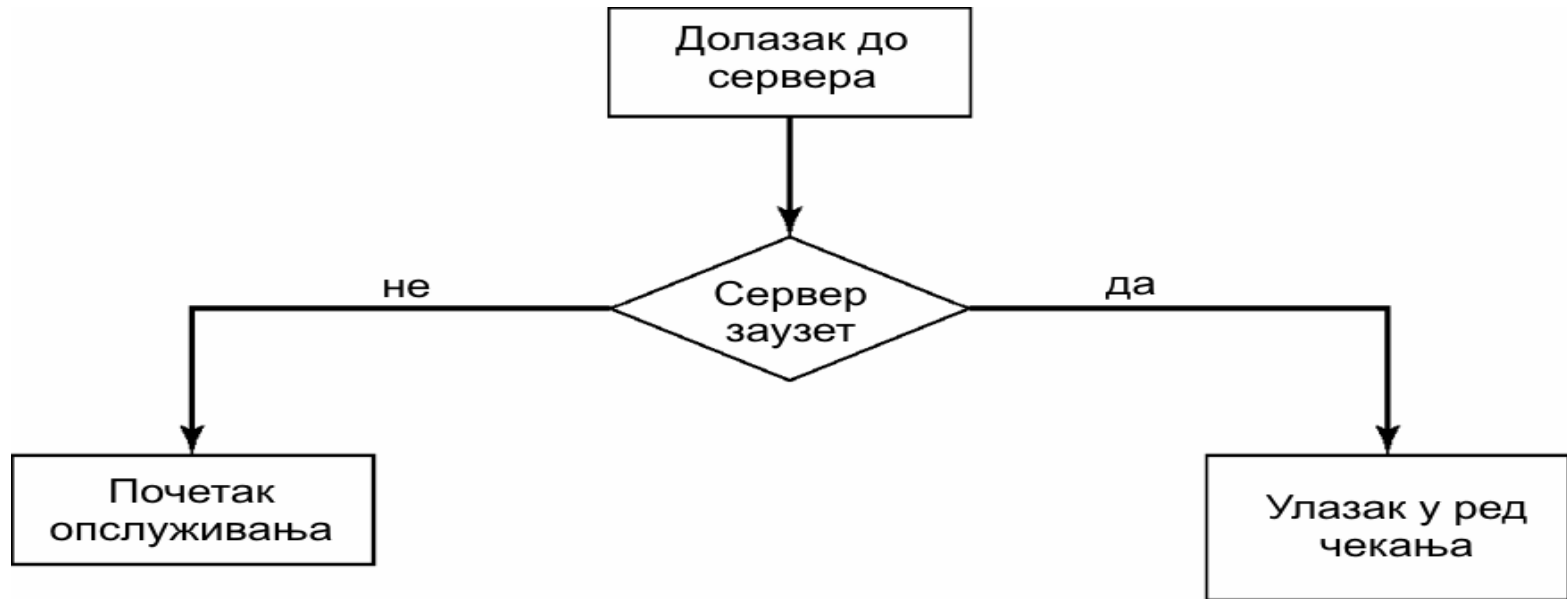 Долазак до
сервера
не
да
Сервер
заузет
Почетак
опслуживања
Улазак у ред
чекања